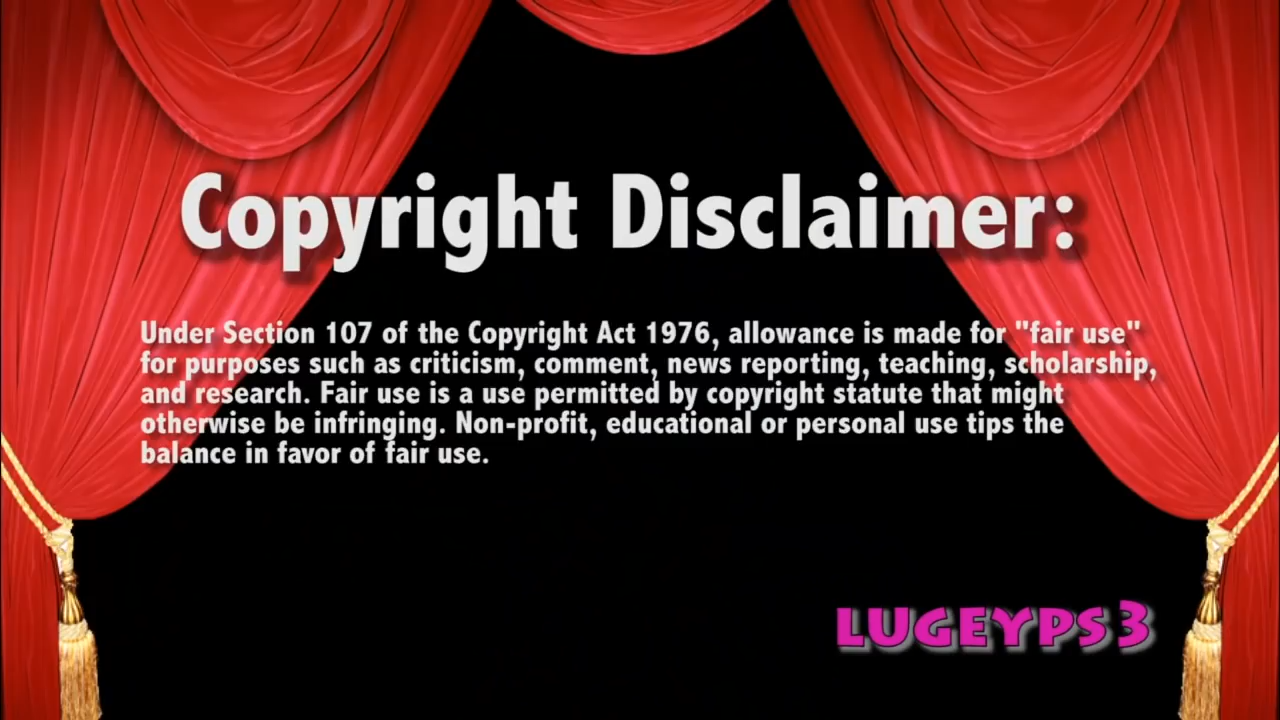 Copyright Disclaimer:
Under Section 107 of the Copyright Act 1976, allowance is made for "fair use"
for purposes such as criticism, comment, news reporting, teaching, scholarship,
and research. Fair use is a use permitted by copyright statute that might
otherwise be infringing. Non-profit, educational or personal use tips the
balance in favor of fair use.
LUGEYPS3